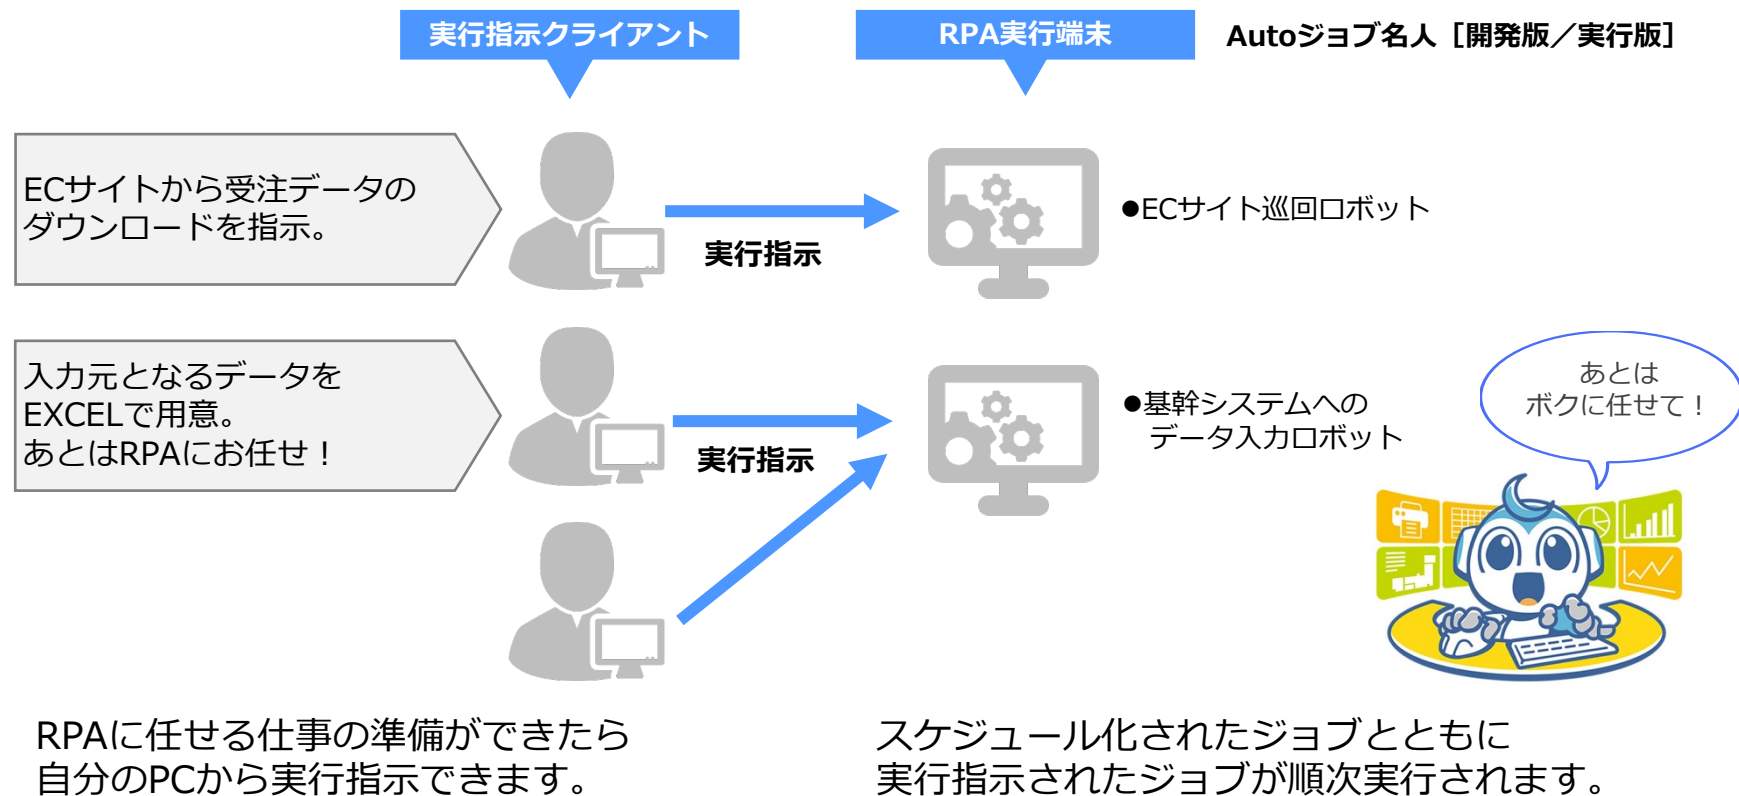 実行指示クライアント
RPA実行端末
Autoジョブ名人［開発版／実行版］
ECサイトから受注データの
ダウンロードを指示。
実行指示
●ECサイト巡回ロボット
入力元となるデータを
EXCELで用意。
あとはRPAにお任せ！
実行指示
●基幹システムへの
データ入力ロボット
あとは
ボクに任せて！
RPAに任せる仕事の準備ができたら
自分のPCから実行指示できます。
スケジュール化されたジョブとともに
実行指示されたジョブが順次実行されます。